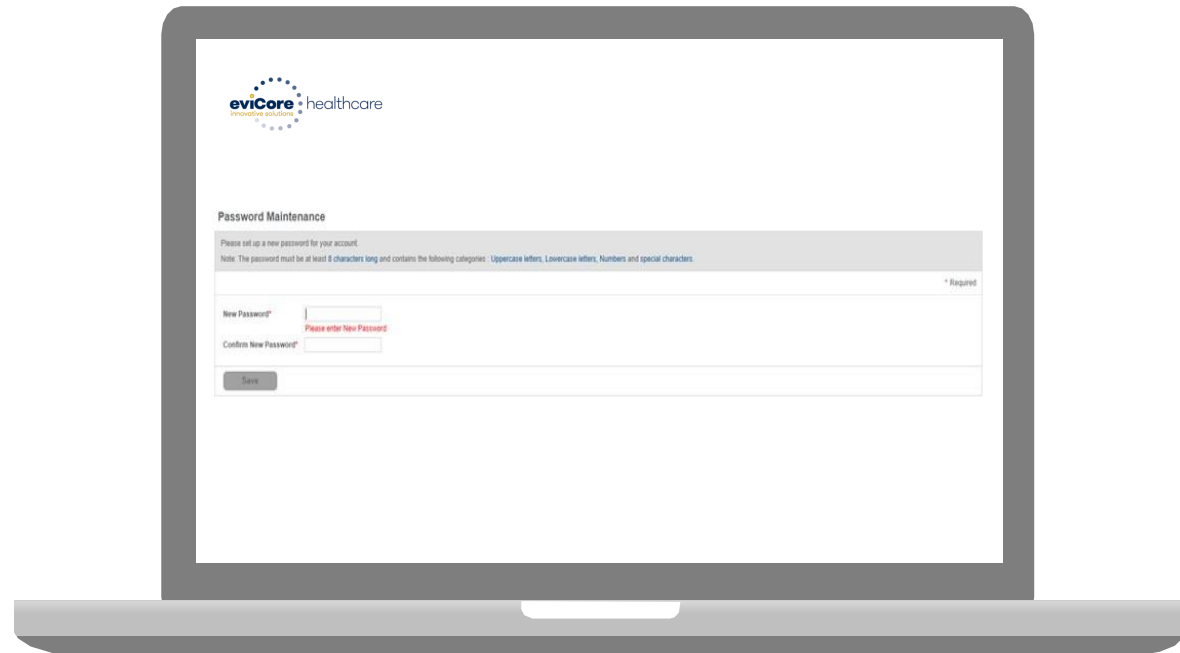 eviCore healthcare
innovative solutions
Password Maintenance
Please set up a new password for your account.
Note: The password must be at least 8 characters long and contains the following categories : Uppercase letters, Lowercase letters, Numbers and special characters.
* Required
New Password*
Please enter New Password
Confirm New Password*
Save